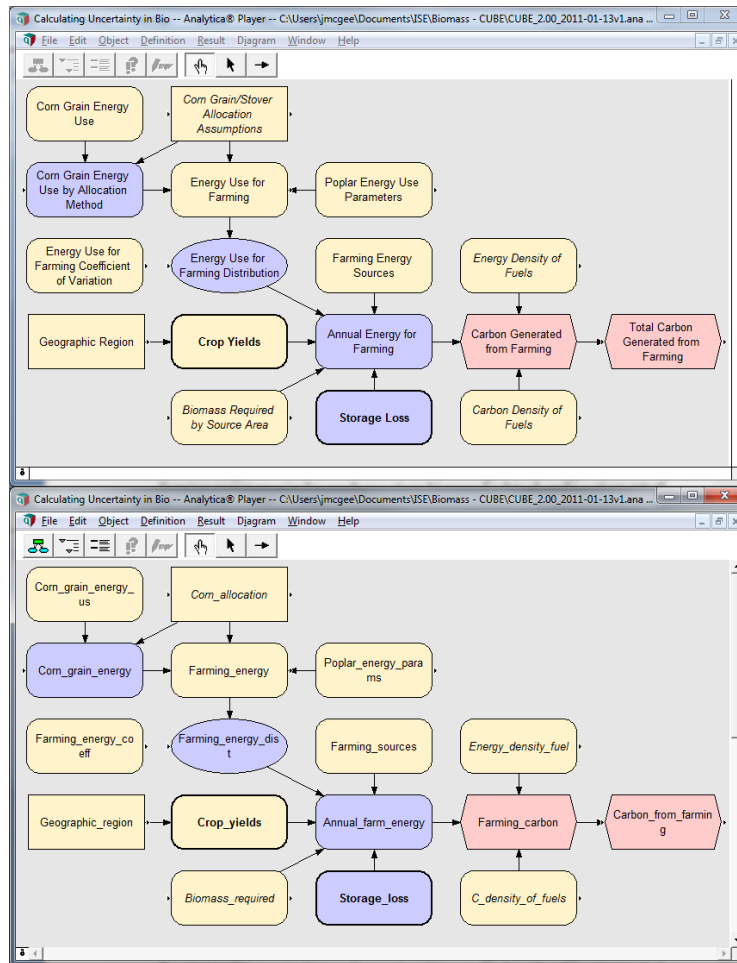 Calculating Uncertainty in Bio -- Analytica® Player -- C:\Users\jmcgee\Documents\ISE\Biomass - CUBE\CUBE_2.00_2011-01-13v1.ana ...
File Edit Object Definition Result Diagram Window Help
Corn Grain Energy
Use
Corn Grain/Stover
Allocation
Assumptions
Corn Grain Energy
Use by Allocation
Method
Energy Use for
Farming
Poplar Energy Use
Parameters
Energy Use for
Farming Coefficient
of Variation
Energy Use for
Farming Distribution
Farming Energy
Sources
Energy Density of
Fuels
Geographic Region
Crop Yields
Annual Energy for
Farming
Carbon Generated
from Farming
Total Carbon
Generated from
Farming
Biomass Required
by Source Area
Storage Loss
Carbon Density of
Fuels
Calculating Uncertainty in Bio -- Analytica® Player -- C:\Users\jmcgee\Documents\ISE\Biomass - CUBE\CUBE_2.00_2011-01-13v1.ana ...
File Edit Object Definition Result Diagram Window Help
Corn_grain_energy_
us
Corn_allocation
Corn_grain_energy
Farming_energy
Poplar_energy_para
ms
Farming_energy_co
eff
Farming_energy_dis
t
Farming_sources
Energy_density_fuel
Geographic_region
Crop_yields
Annual_farm_energy
Farming_carbon
Carbon_from_farmin
g
Biomass_required
Storage_loss
C_density_of_fuels